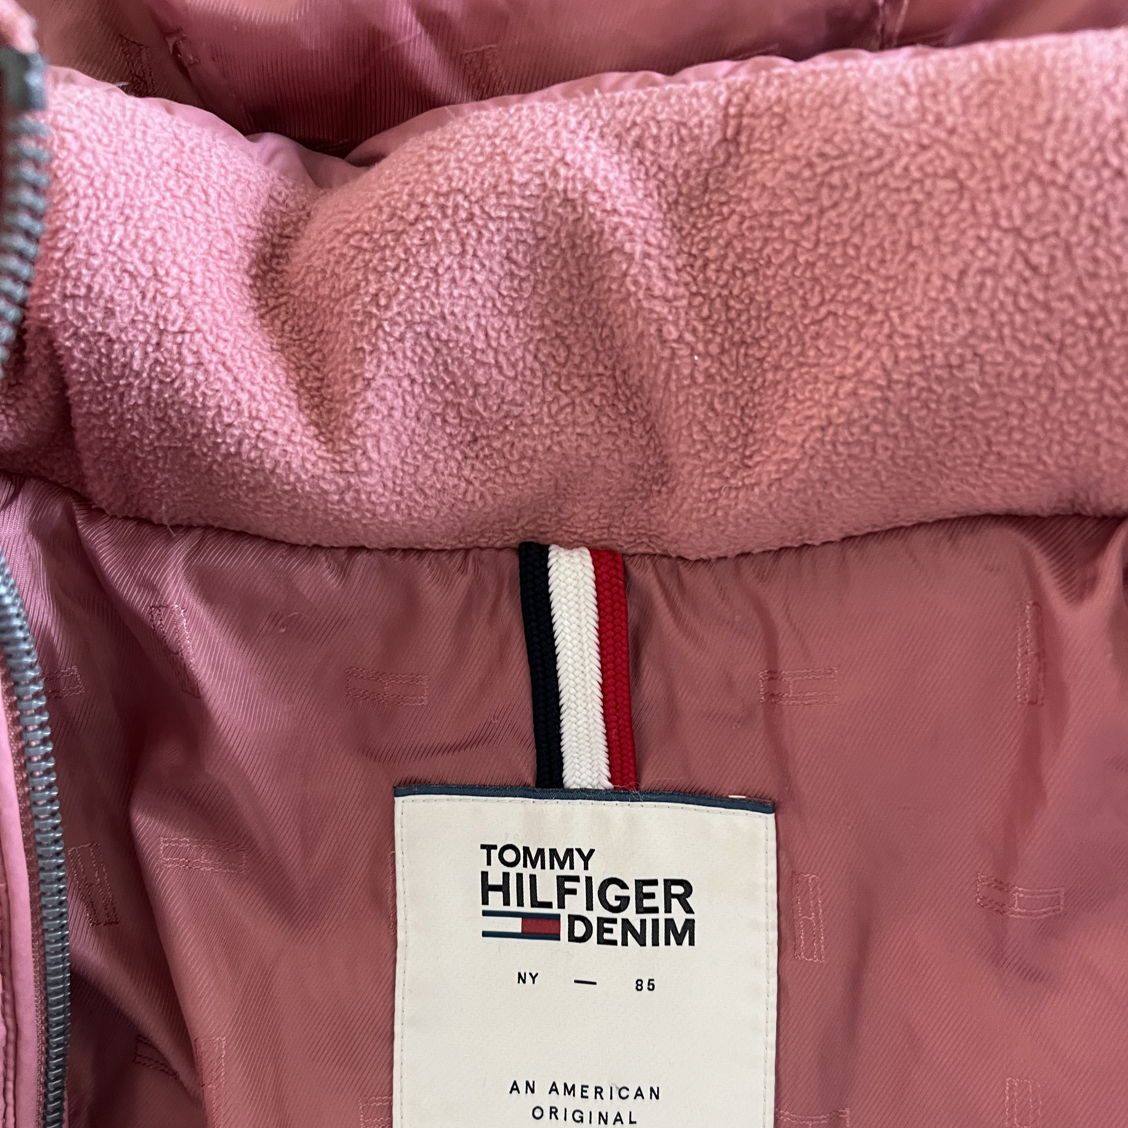 TOMMY
HILFIGER
DENIM
NY — 85
AN AMERICAN
ORIGINAL